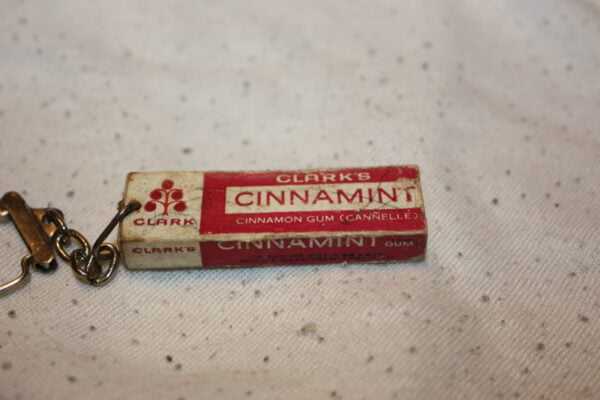 CLARK'S
CINNAMINT
CINNAMON GUM (CANNELLE)
CLARK
CLARK'S
CINNAMINT GUM